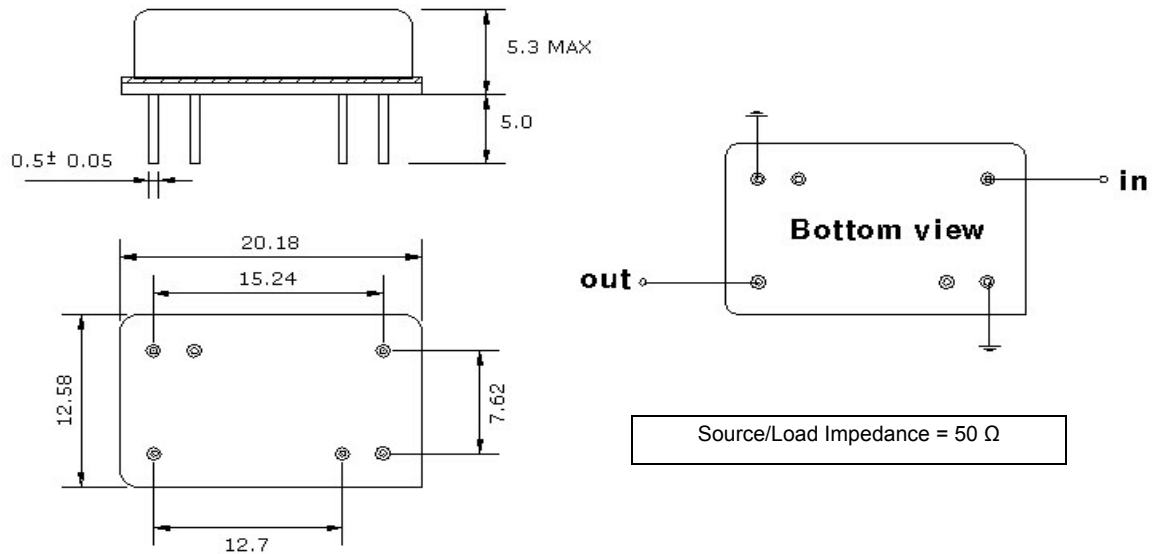 5.3 MAX
5.0
0.5± 0.05
20.18
15.24
12.58
7.62
12.7
in
Bottom view
out
Source/Load Impedance = 50 Ω